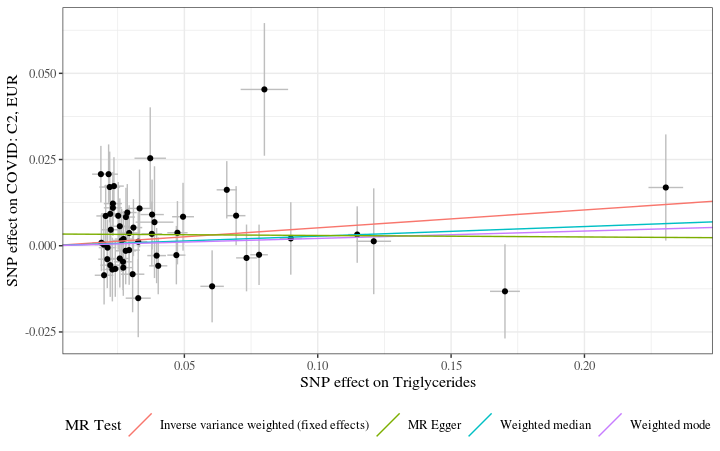 SNP effect on COVID: C2, EUR
0.050
0.025
0.000
-0.025
0.05 0.10 0.15 0.20
SNP effect on Triglycerides
MR Test Inverse variance weighted (fixed effects) MR Egger Weighted median Weighted mode